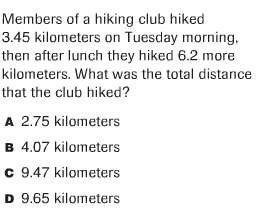 Members of a hiking club hiked
3.45 kilometers on Tuesday morning,
then after lunch they hiked 6.2 more
kilometers. What was the total distance
that the club hiked?
A 2.75 kilometers
B 4.07 kilometers
C 9.47 kilometers
D 9.65 kilometers